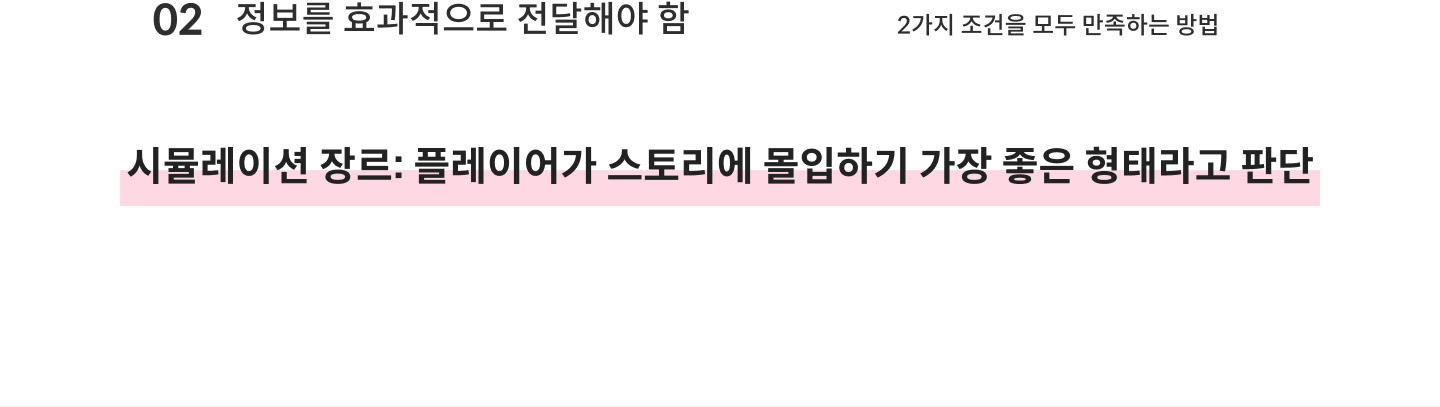 02 정보를 효과적으로 전달해야 함
2가지 조건을 모두 만족하는 방법
시뮬레이션 장르: 플레이어가 스토리에 몰입하기 가장 좋은 형태라고 판단